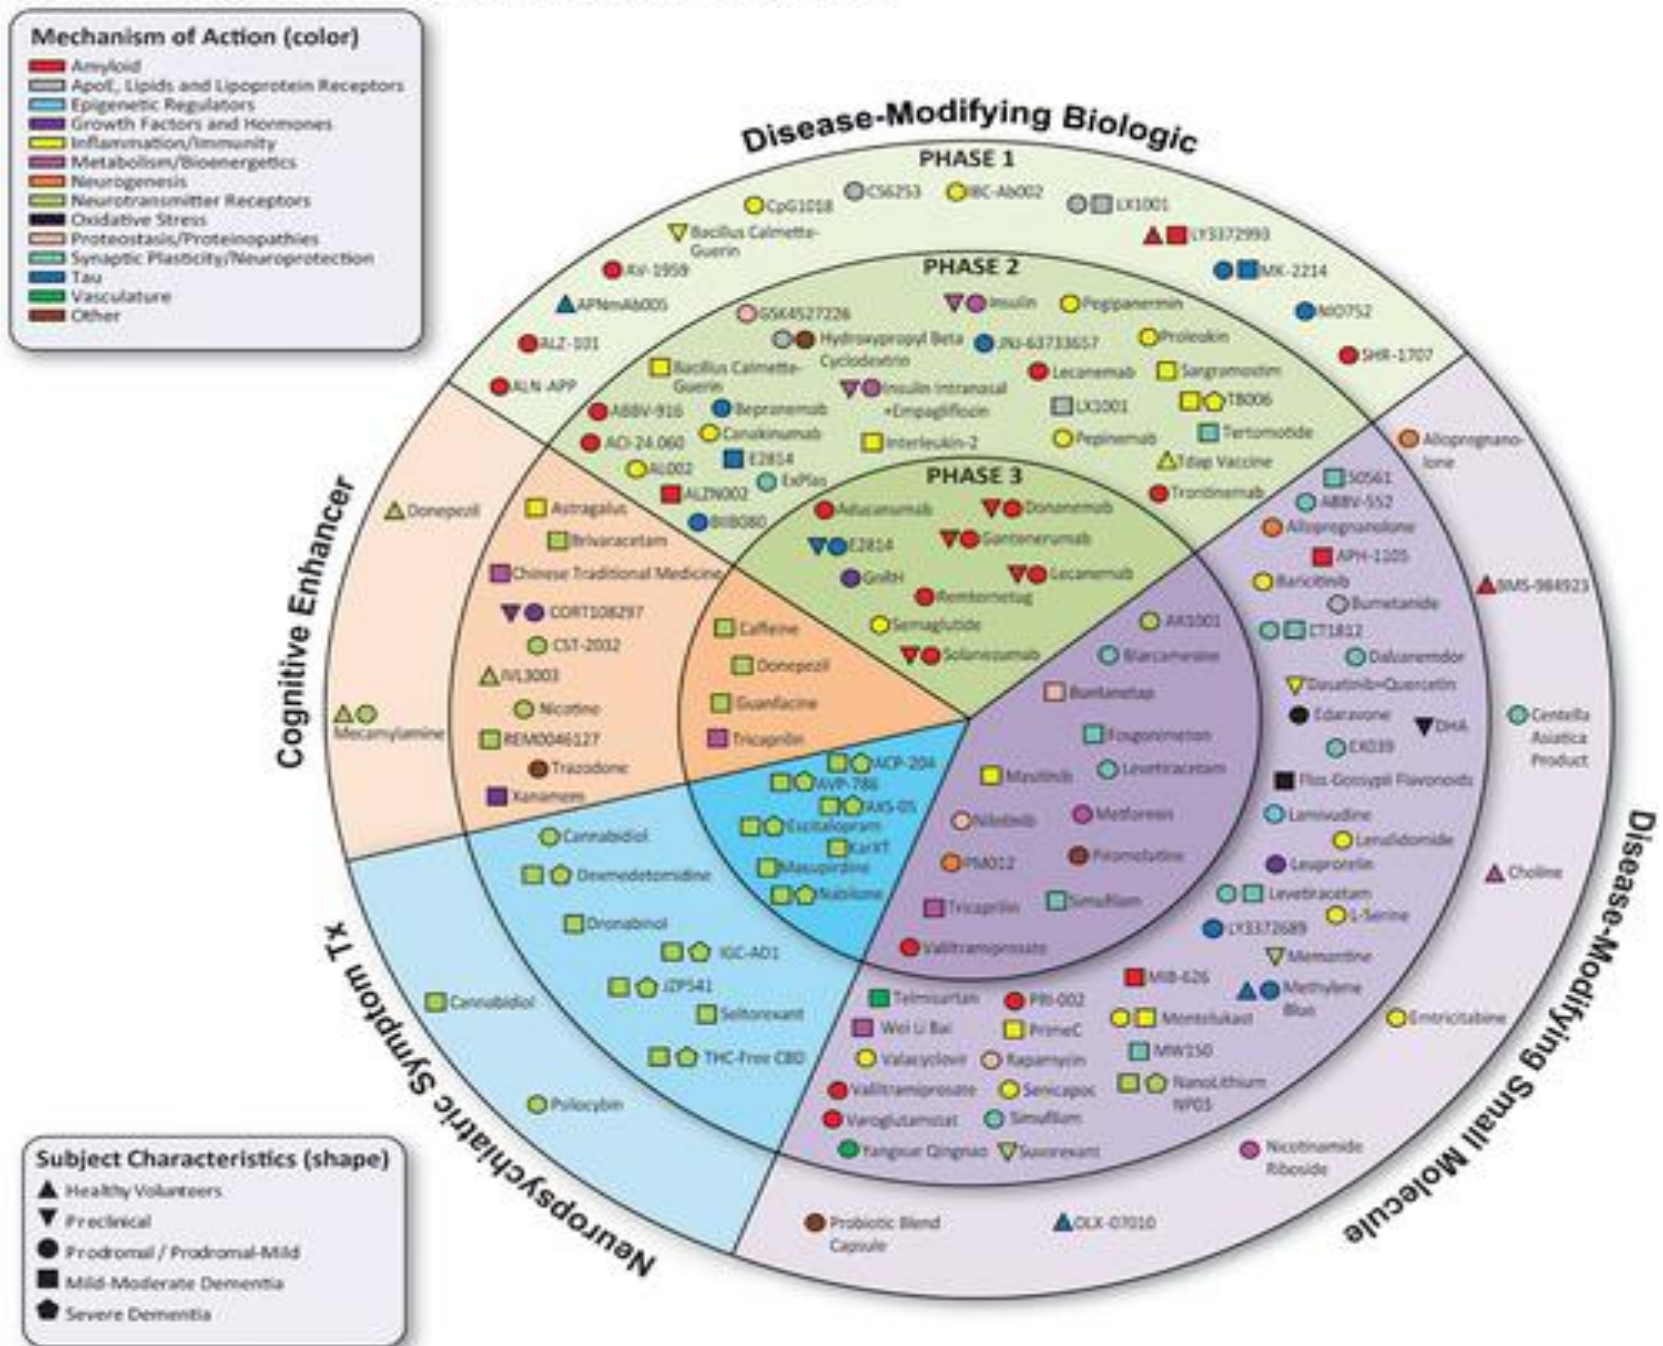 Mechanism of Action (color)
Amyloid
ApoE, Lipids and Lipoprotein Receptors
Epigenetic Regulators
Growth Factors and Hormones
Inflammation/Immunity
Metabolism/Bioenergetics
Neurogenesis
Neurotransmitter Receptors
Oxidative Stress
Proteostasis/Proteinopathies
Synaptic Plasticity/Neuroprotection
Tau
Vasculature
Other
Disease-Modifying Biologic
PHASE 1
CpG1018
CS6253
IBC-Ab002
LX1001
Bacillus Calmette-
Guerin
LY3372993
AV-1959
MK-2214
APNmAb005
NIO752
ALZ-101
SHR-1707
ALN-APP
PHASE 2
GSK4527226
Insulin
Pegipanermin
Hydroxypropyl Beta
Cyclodextrin
JNJ-63733657
Proleukin
Bacillus Calmette-
Guerin
Insulin Intranasal
+Empagliflozin
Lecanemab
Sargramostim
ABBV-916
Bepranemab
LX1001
TB006
ACI-24.060
Canakinumab
Interleukin-2
Pepinemab
Tertomotide
AL002
E2814
Tdap Vaccine
ALZN002
ExPlas
Trontinemab
BIIB080
PHASE 3
Aducanumab
Donanemab
E2814
Gantenerumab
GnRH
Lecanemab
Remternetug
Semaglutide
Solanezumab
Cognitive Enhancer
Donepezil
Mecamylamine
Astragalus
Brivaracetam
Chinese Traditional Medicine
CORT108297
CST-2032
IVL3003
Nicotine
REM0046127
Trazodone
Xanamem
Caffeine
Donepezil
Guanfacine
Tricaprilin
Neuropsychiatric Symptom Tx
ACP-204
AVP-786
AXS-05
Escitalopram
KarXT
Masupirdine
Nabilone
Cannabidiol
Dexmedetomidine
Dronabinol
IGC-AD1
JZP541
Seltorexant
THC-Free CBD
Cannabidiol
Psilocybin
Disease-Modifying Small Molecule
AR1001
Blarcamesine
Buntanetap
Fosgonimeton
Masitinib
Levetiracetam
Nilotinib
Metformin
PM012
Piromelatine
Tricaprilin
Simufilam
Valiltramiprosate
S0561
ABBV-552
Allopregnanolone
APH-1105
Baricitinib
Bumetanide
CT1812
Dalzanemdor
Dasatinib+Quercetin
Edaravone
DHA
CX039
Flos Gossypii Flavonoids
Lamivudine
Lenalidomide
Leuprorelin
Levetiracetam
L-Serine
LY3372689
Memantine
MIB-626
Methylene
Blue
Montelukast
MW150
NanoLithium
NP03
Telmisartan
PRI-002
Wei Li Bai
PrimeC
Valacyclovir
Rapamycin
Valiltramiprosate
Senicapoc
Varoglutamstat
Simufilam
Yangxue Qingnao
Suvorexant
Allopregnano-
lone
BMS-984923
Centella
Asiatica
Product
Choline
Emtricitabine
Nicotinamide
Riboside
Probiotic Blend
Capsule
OLX-07010
Subject Characteristics (shape)
Healthy Volunteers
Preclinical
Prodromal / Prodromal-Mild
Mild-Moderate Dementia
Severe Dementia